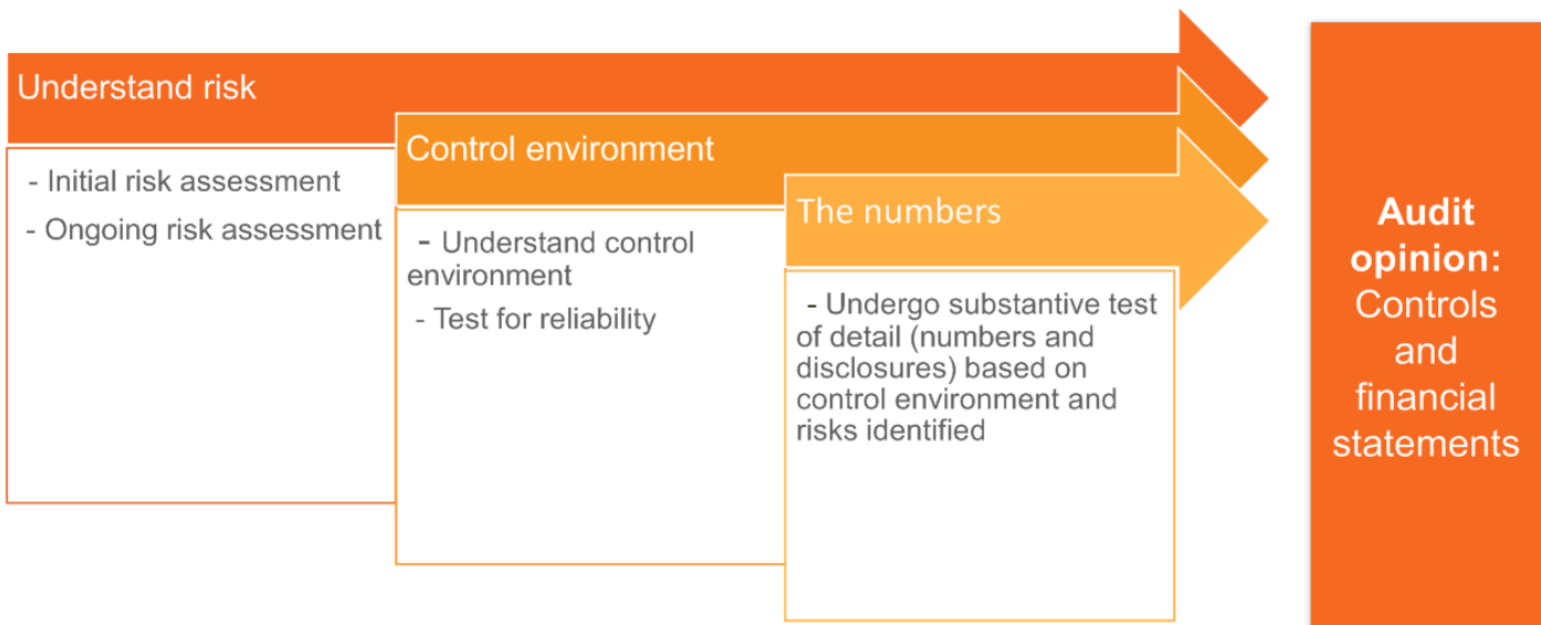 Understand risk
- Initial risk assessment
- Ongoing risk assessment
Control environment
- Understand control
environment
- Test for reliability
The numbers
- Undergo substantive test
of detail (numbers and
disclosures) based on
control environment and
risks identified
Audit
opinion:
Controls
and
financial
statements